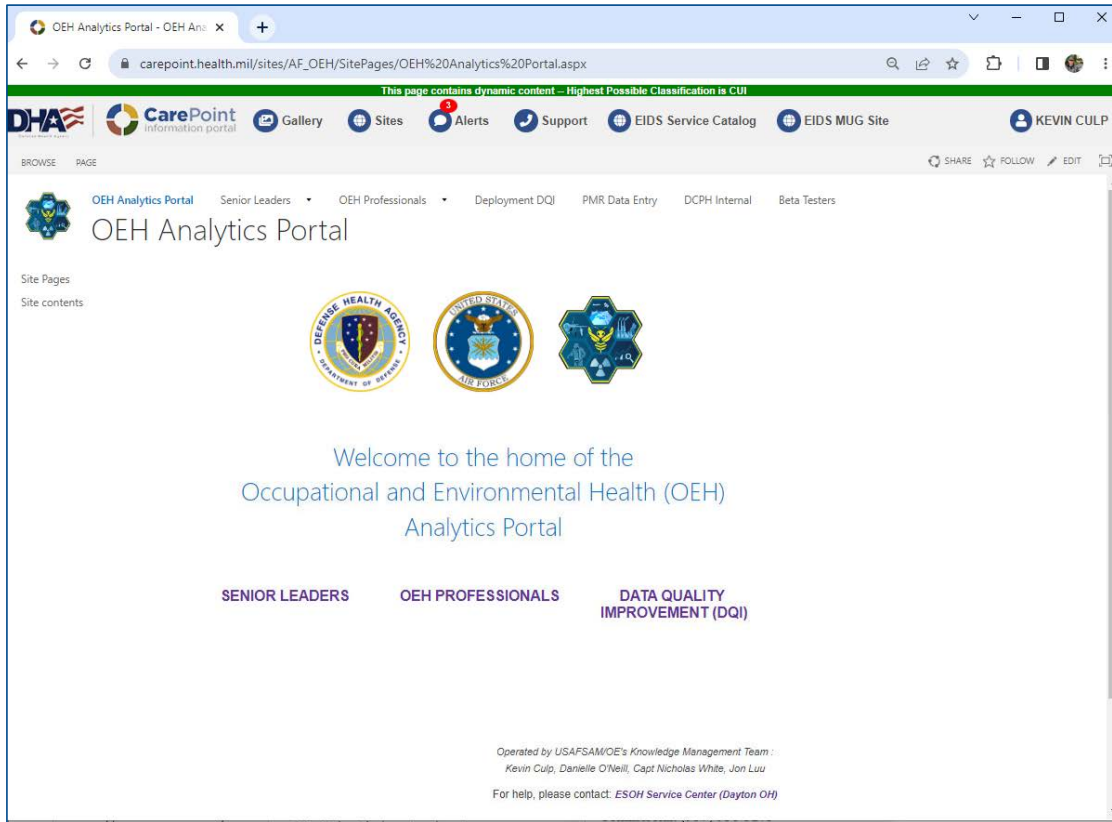 OEH Analytics Portal - OEH Ana
carepoint.health.mil/sites/AF_OEH/SitePages/OEH%20Analytics%20Portal.aspx
This page contains dynamic content -- Highest Possible Classification is CUI
DHA CarePoint information portal Gallery Sites 3 Alerts Support EIDS Service Catalog EIDS MUG Site KEVIN CULP
BROWSE PAGE SHARE FOLLOW EDIT
OEH Analytics Portal Senior Leaders OEH Professionals Deployment DQI PMR Data Entry DCPH Internal Beta Testers
OEH Analytics Portal
Site Pages
Site contents
DEFENSE HEALTH AGENCY
DEPARTMENT OF DEFENSE
UNITED STATES
AIR FORCE
Welcome to the home of the
Occupational and Environmental Health (OEH)
Analytics Portal
SENIOR LEADERS OEH PROFESSIONALS DATA QUALITY
IMPROVEMENT (DQI)
Operated by USAFSAM/OE's Knowledge Management Team :
Kevin Culp, Danielle O'Neill, Capt Nicholas White, Jon Luu
For help, please contact: ESOH Service Center (Dayton OH)